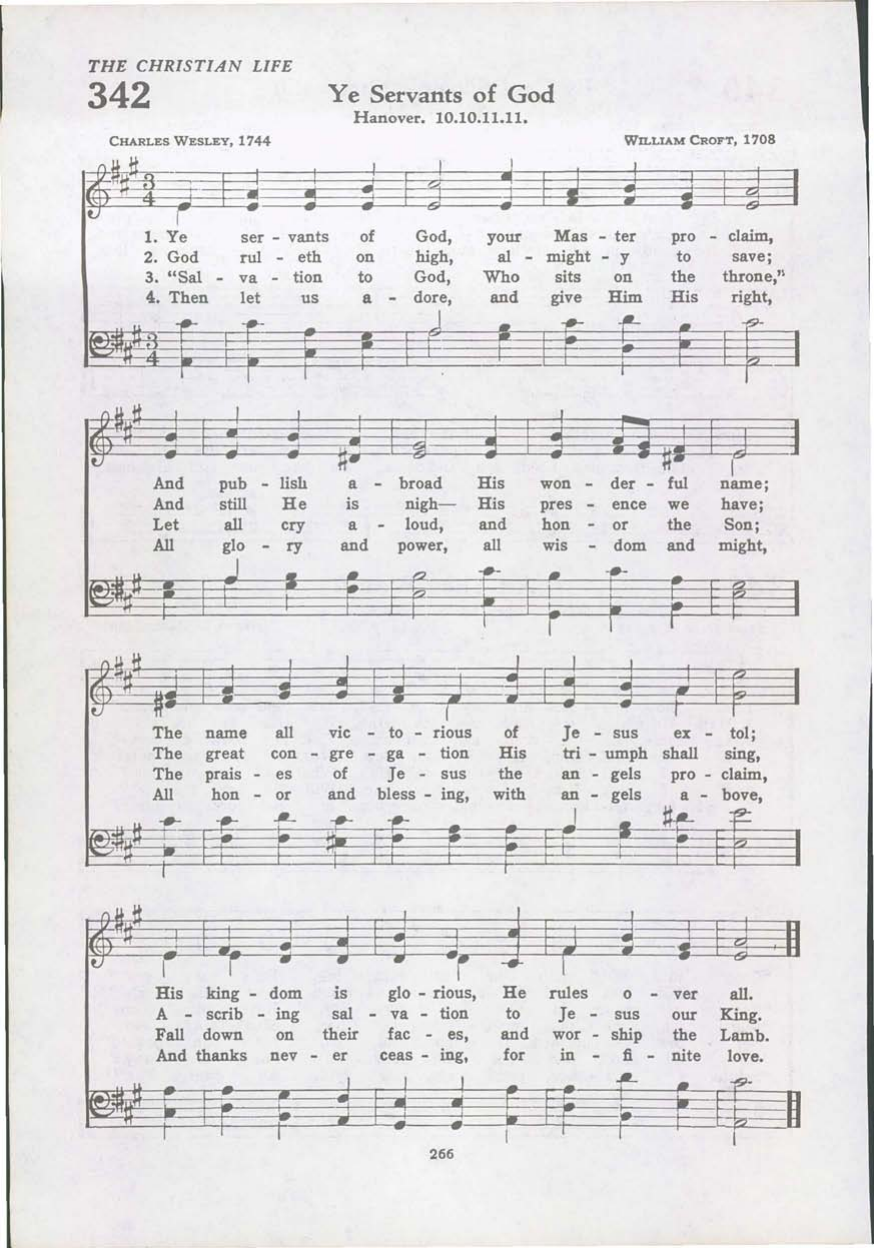 THE CHRISTIAN LIFE
342
Ye Servants of God
Hanover. 10.10.11.11.
CHARLES WESLEY, 1744 WILLIAM CROFT, 1708
3
4
1. Ye ser - vants of God, your Mas - ter pro - claim,
2. God rul - eth on high, al - might - y to save;
3. “Sal - va - tion to God, Who sits on the throne,”
4. Then let us a - dore, and give Him His right,
3
4
And pub - lish a - broad His won - der - ful name;
And still He is nigh— His pres - ence we have;
Let all cry a - loud, and hon - or the Son;
All glo - ry and power, all wis - dom and might,
The name all vic - to - rious of Je - sus ex - tol;
The great con - gre - ga - tion His tri - umph shall sing,
The prais - es of Je - sus the an - gels pro - claim,
All hon - or and bless - ing, with an - gels a - bove,
His king - dom is glo - rious, He rules o - ver all.
A - scrib - ing sal - va - tion to Je - sus our King.
Fall down on their fac - es, and wor - ship the Lamb.
And thanks nev - er ceas - ing, for in - fi - nite love.
266